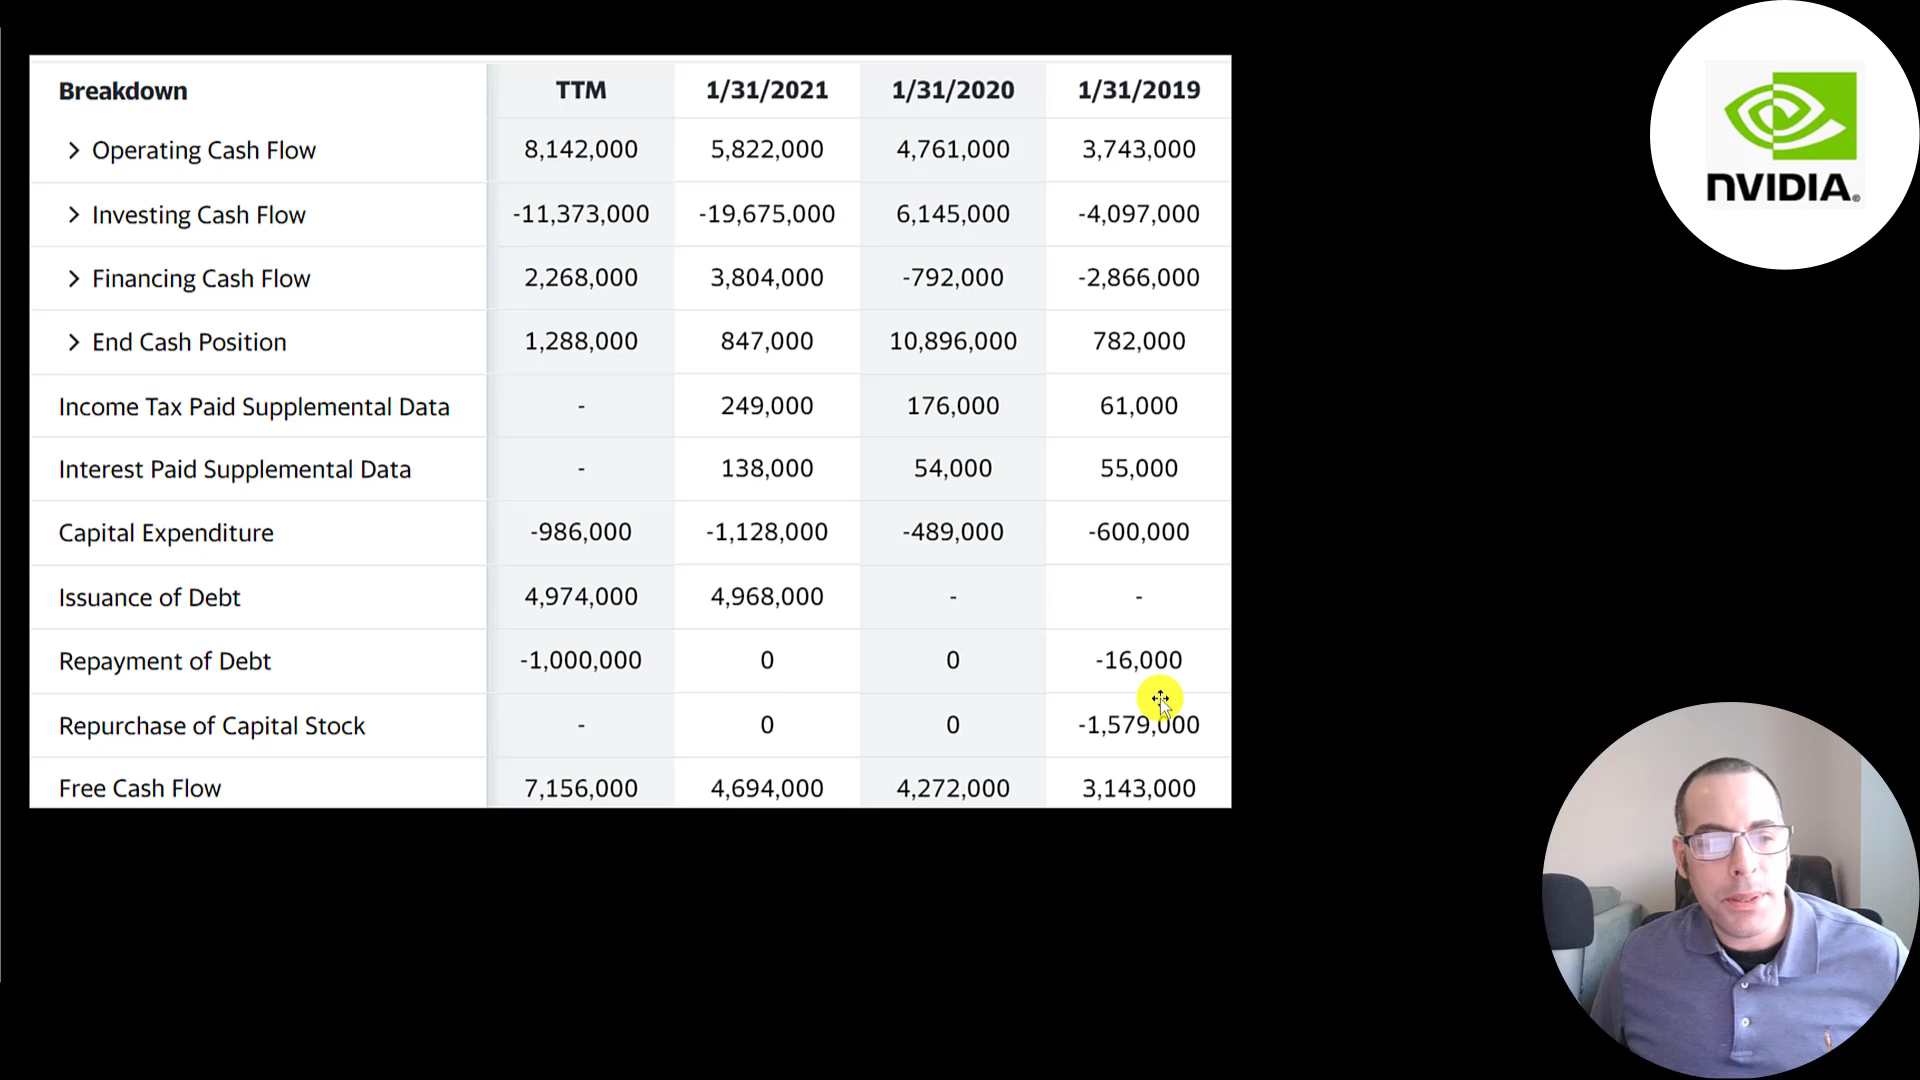 Breakdown TTM 1/31/2021 1/31/2020 1/31/2019
Operating Cash Flow 8,142,000 5,822,000 4,761,000 3,743,000
Investing Cash Flow -11,373,000 -19,675,000 6,145,000 -4,097,000
Financing Cash Flow 2,268,000 3,804,000 -792,000 -2,866,000
End Cash Position 1,288,000 847,000 10,896,000 782,000
Income Tax Paid Supplemental Data - 249,000 176,000 61,000
Interest Paid Supplemental Data - 138,000 54,000 55,000
Capital Expenditure -986,000 -1,128,000 -489,000 -600,000
Issuance of Debt 4,974,000 4,968,000 - -
Repayment of Debt -1,000,000 0 0 -16,000
Repurchase of Capital Stock - 0 0 -1,579,000
Free Cash Flow 7,156,000 4,694,000 4,272,000 3,143,000
NVIDIA®